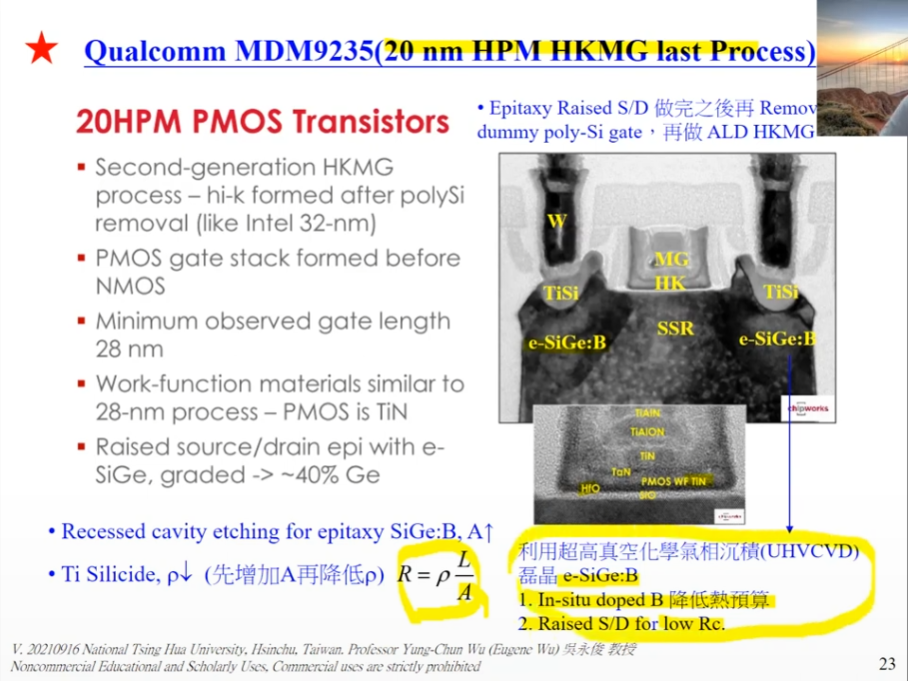 Qualcomm MDM9235(20 nm HPM HKMG last Process)
20HPM PMOS Transistors
▪ Second-generation HKMG
process – hi-k formed after polySi
removal (like Intel 32-nm)
▪ PMOS gate stack formed before
NMOS
▪ Minimum observed gate length
28 nm
▪ Work-function materials similar to
28-nm process – PMOS is TiN
▪ Raised source/drain epi with e-
SiGe, graded -> ~40% Ge
• Epitaxy Raised S/D 做完之後再 Remov
dummy poly-Si gate，再做 ALD HKMG
W
MG
HK
TiSi
TiSi
SSR
e-SiGe:B
e-SiGe:B
chipworks
TiAlN
TiAlON
TiN
TaN
PMOS WF TiN
HfO
SiO
chipworks
• Recessed cavity etching for epitaxy SiGe:B, A↑
• Ti Silicide, ρ↓ (先增加A再降低ρ) R = ρ L/A
利用超高真空化學氣相沉積(UHVCVD)
磊晶 e-SiGe:B
1. In-situ doped B 降低熱預算
2. Raised S/D for low Rc.
V. 20210916 National Tsing Hua University, Hsinchu, Taiwan. Professor Yung-Chun Wu (Eugene Wu) 吳永俊 教授
Noncommercial Educational and Scholarly Uses, Commercial uses are strictly prohibited
23